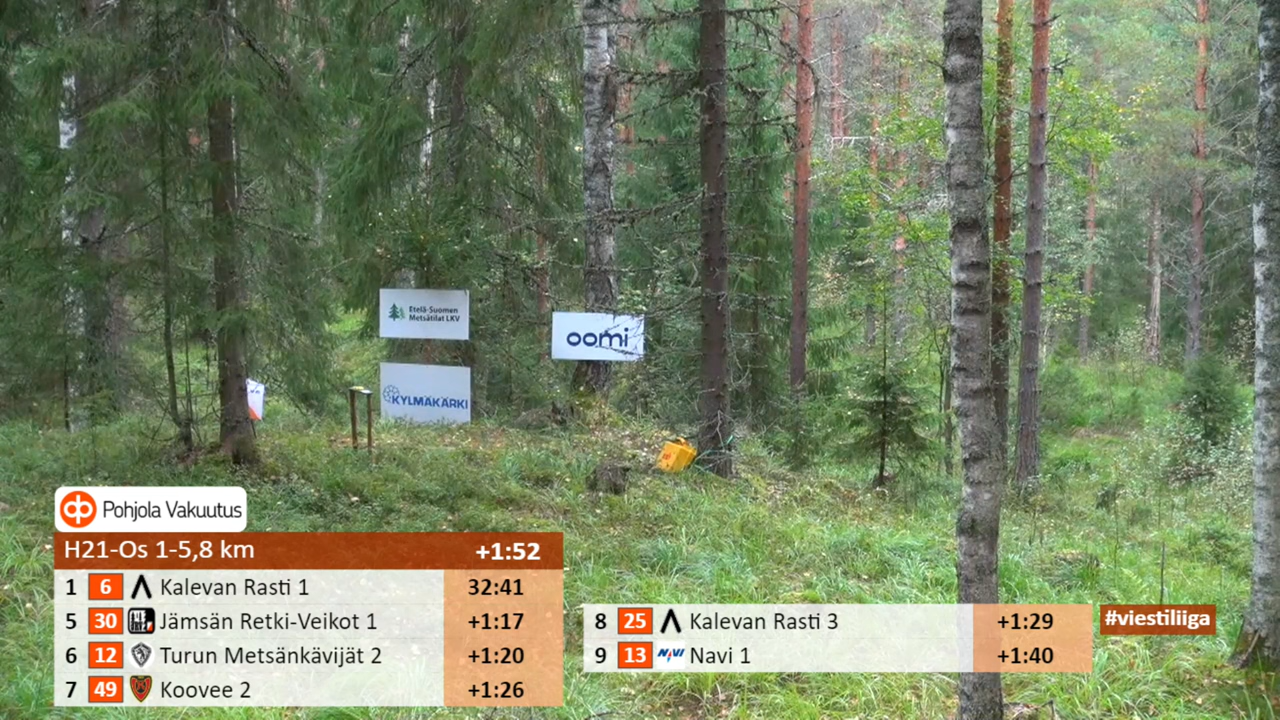 Etelä-Suomen
Metsätilat LKV
oomi
KYLMÄKÄRKI
Pohjola Vakuutus
H21-Os 1-5,8 km +1:52
1 6 Kalevan Rasti 1 32:41
5 30 Jämsän Retki-Veikot 1 +1:17
6 12 Turun Metsänkävijät 2 +1:20
7 49 Koovee 2 +1:26
8 25 Kalevan Rasti 3 +1:29
9 13 NAVI Navi 1 +1:40
#viestiliiga